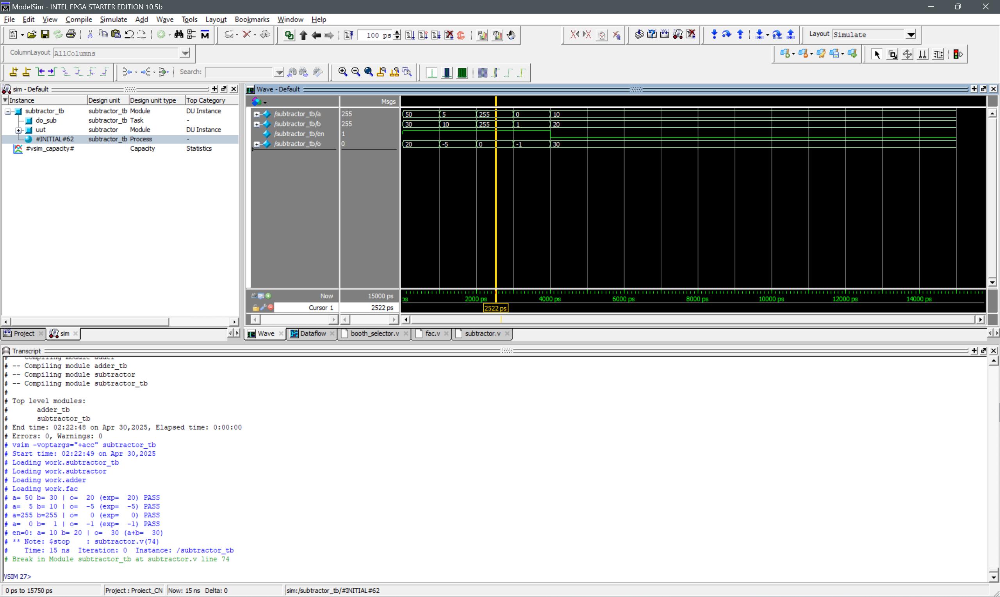 ModelSim - INTEL FPGA STARTER EDITION 10.5b
File Edit View Compile Simulate Add Wave Tools Layout Bookmarks Window Help
100 ps
Layout Simulate
ColumnLayout AllColumns
Search:
sim - Default
Instance Design unit Design unit type Top Category
subtractor_tb subtractor_tb Module DU Instance
do_sub subtractor_tb Task -
uut subtractor Module DU Instance
#INITIAL#62 subtractor_tb Process -
#vsim_capacity# Capacity Statistics
Project sim
Wave - Default
Msgs
/subtractor_tb/a 255 50 5 255 0 10
/subtractor_tb/b 255 30 10 255 1 20
/subtractor_tb/en 1
/subtractor_tb/o 0 20 -5 0 -1 30
Now 15000 ps ps 2000 ps 4000 ps 6000 ps 8000 ps 10000 ps 12000 ps 14000 ps
Cursor 1 2522 ps 2522 ps
Wave Dataflow booth_selector.v fac.v subtractor.v
Transcript
# -- Compiling module adder_tb
# -- Compiling module subtractor
# -- Compiling module subtractor_tb
#
# Top level modules:
# adder_tb
# subtractor_tb
# End time: 02:22:48 on Apr 30,2025, Elapsed time: 0:00:00
# Errors: 0, Warnings: 0
# vsim -voptargs="+acc" subtractor_tb
# Start time: 02:22:49 on Apr 30,2025
# Loading work.subtractor_tb
# Loading work.subtractor
# Loading work.adder
# Loading work.fac
# a= 50 b= 30 | o=  20 (exp=  20) PASS
# a=  5 b= 10 | o=  -5 (exp=  -5) PASS
# a=255 b=255 | o=   0 (exp=   0) PASS
# a=  0 b=  1 | o=  -1 (exp=  -1) PASS
# en=0: a= 10 b= 20 | o=  30 (a+b=  30)
# ** Note: $stop    : subtractor.v(74)
#    Time: 15 ns  Iteration: 0  Instance: /subtractor_tb
# Break in Module subtractor_tb at subtractor.v line 74
VSIM 27>
0 ps to 15750 ps Project : Proiect_CN Now: 15 ns Delta: 0 sim:/subtractor_tb/#INITIAL#62